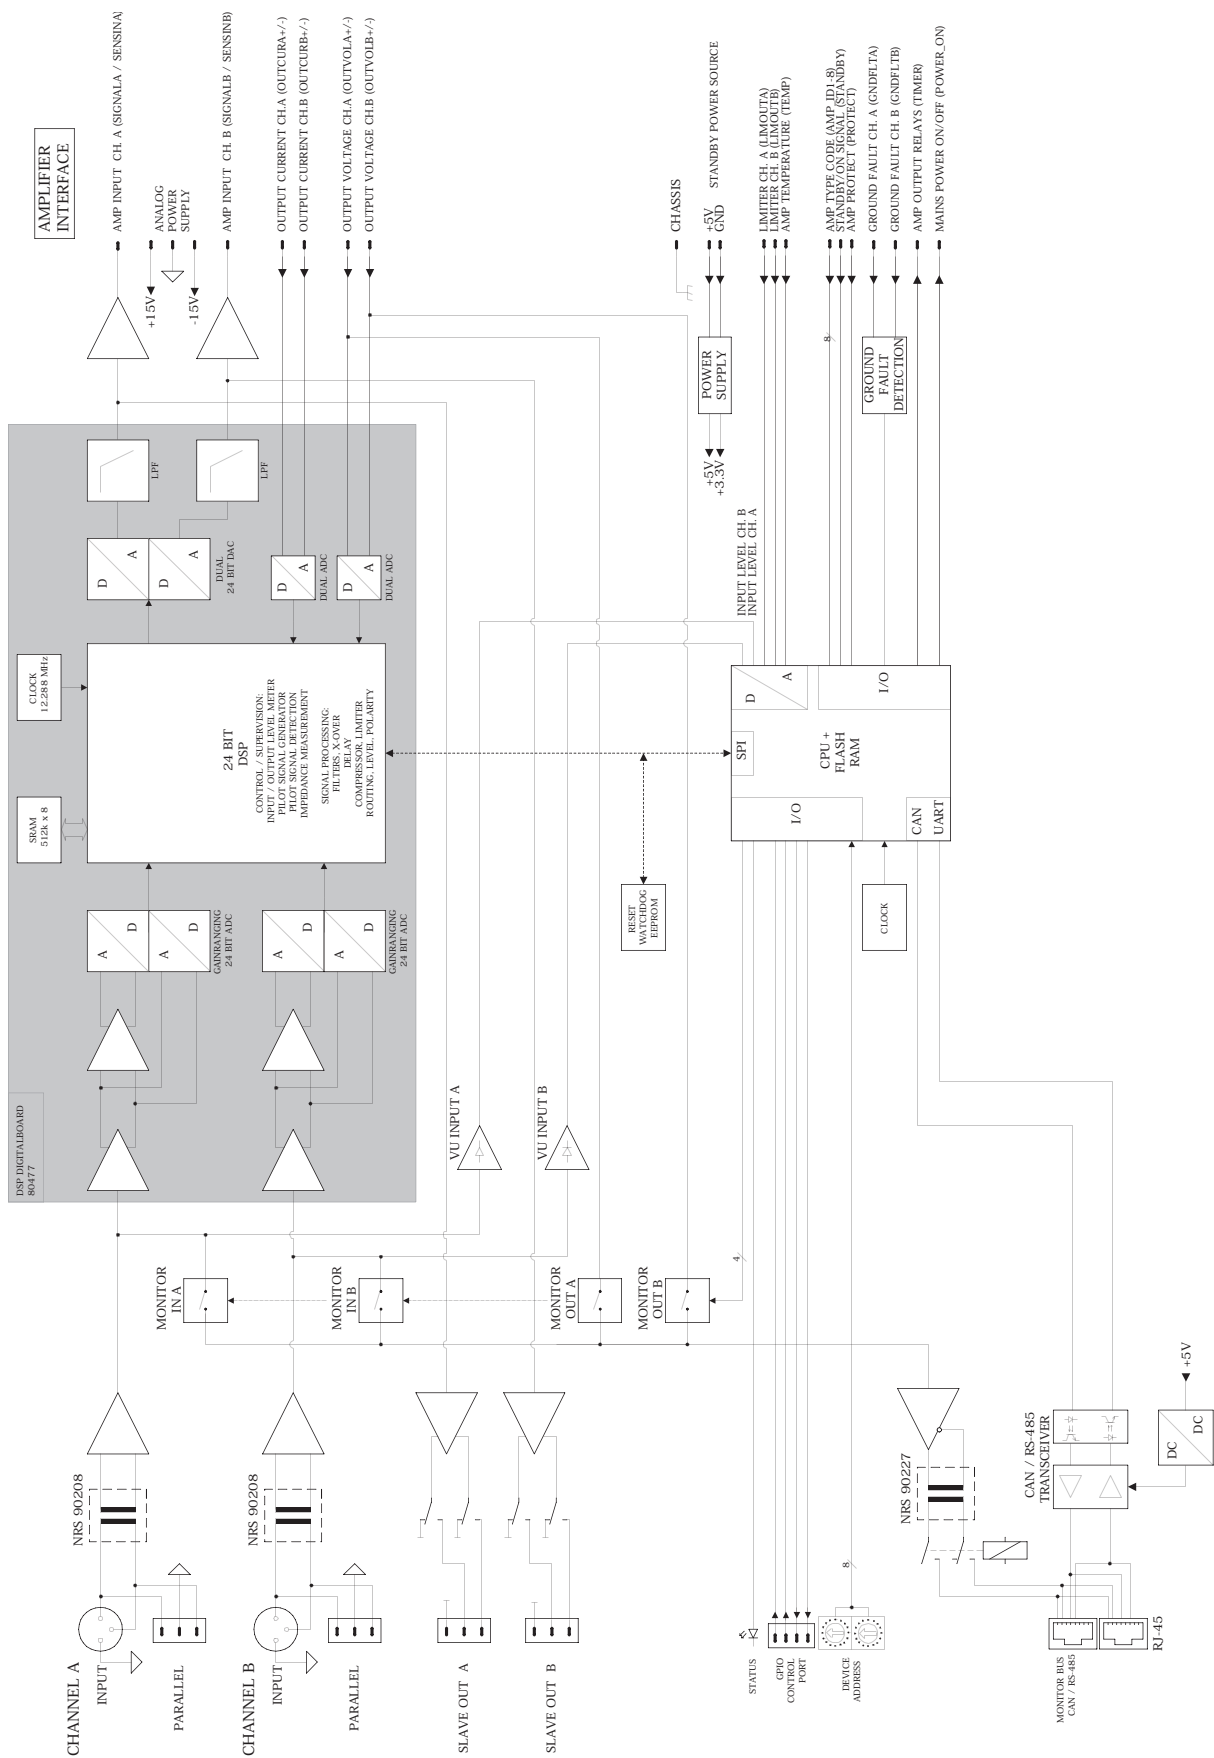 CHANNEL A
INPUT
PARALLEL
CHANNEL B
INPUT
PARALLEL
SLAVE OUT A
SLAVE OUT B
STATUS
GPIO
CONTROL
PORT
DEVICE
ADDRESS
MONITOR BUS
CAN / RS-485
RJ-45
NRS 90208
NRS 90208
8
NRS 90227
CAN / RS-485
TRANSCEIVER
DC
DC
+5V
MONITOR
IN A
MONITOR
IN B
MONITOR
OUT A
MONITOR
OUT B
4
VU INPUT A
VU INPUT B
DSP DIGITALBOARD
80477
A
D
A
D
GAINRANGING
24 BIT ADC
A
D
A
D
GAINRANGING
24 BIT ADC
SRAM
512k x 8
CLOCK
12.288 MHz
24 BIT
DSP
CONTROL / SUPERVISION:
INPUT / OUTPUT LEVEL METER
PILOT SIGNAL GENERATOR
PILOT SIGNAL DETECTION
IMPEDANCE MEASUREMENT
SIGNAL PROCESSING:
FILTERS, X-OVER
DELAY
COMPRESSOR, LIMITER
ROUTING, LEVEL, POLARITY
D
A
D
A
DUAL
24 BIT DAC
D
A
DUAL ADC
D
A
DUAL ADC
LPF
LPF
RESET
WATCHDOG
EEPROM
CLOCK
I/O
SPI
D
A
CPU +
FLASH
RAM
I/O
CAN
UART
INPUT LEVEL CH. B
INPUT LEVEL CH. A
+5V
+3.3V
POWER
SUPPLY
GROUND
FAULT
DETECTION
8
+15V
-15V
AMPLIFIER
INTERFACE
AMP INPUT CH. A (SIGNALA / SENSINA)
ANALOG
POWER
SUPPLY
AMP INPUT CH. B (SIGNALB / SENSINB)
OUTPUT CURRENT CH.A (OUTCURA+/-)
OUTPUT CURRENT CH.B (OUTCURB+/-)
OUTPUT VOLTAGE CH.A (OUTVOLA+/-)
OUTPUT VOLTAGE CH.B (OUTVOLB+/-)
CHASSIS
+5V
GND
STANDBY POWER SOURCE
LIMITER CH. A (LIMOUTA)
LIMITER CH. B (LIMOUTB)
AMP TEMPERATURE (TEMP)
AMP TYPE CODE (AMP_ID1-8)
STANDBY/ON SIGNAL (STANDBY)
AMP PROTECT (PROTECT)
GROUND FAULT CH. A (GNDFLTA)
GROUND FAULT CH. B (GNDFLTB)
AMP OUTPUT RELAYS (TIMER)
MAINS POWER ON/OFF (POWER_ON)